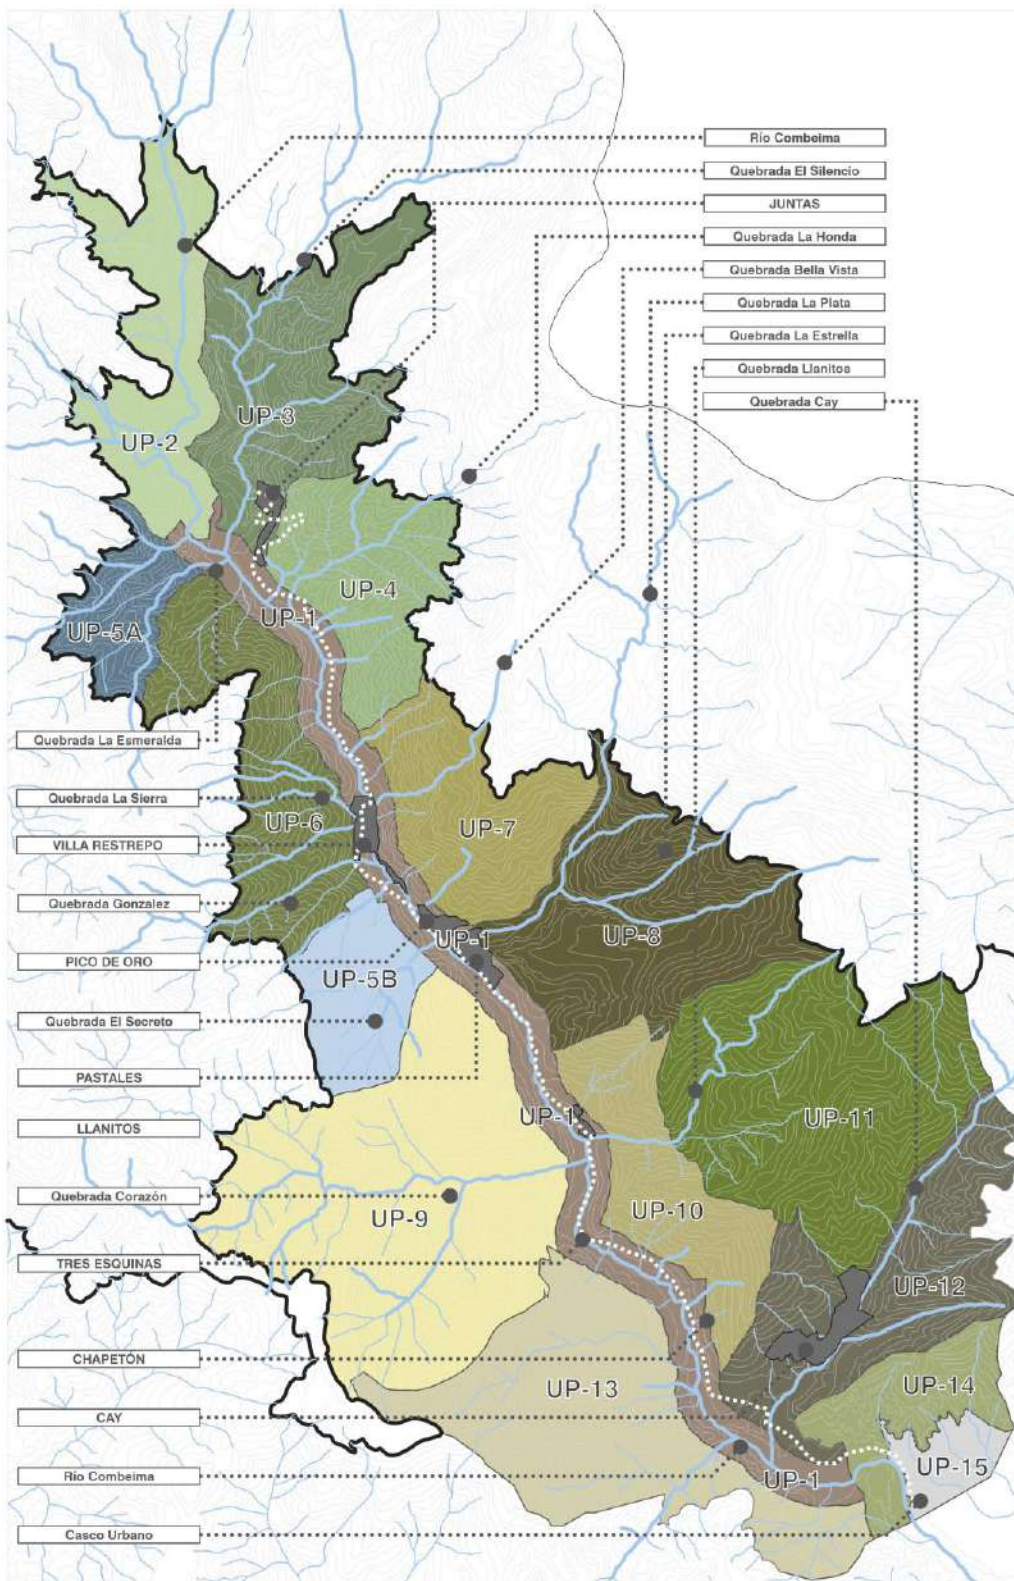 Río Combeima
Quebrada El Silencio
JUNTAS
Quebrada La Honda
Quebrada Bella Vista
Quebrada La Plata
Quebrada La Estrella
Quebrada Llanitos
Quebrada Cay
UP-2
UP-3
UP-4
UP-1
UP-5A
Quebrada La Esmeralda
Quebrada La Sierra
UP-6
UP-7
VILLA RESTREPO
Quebrada Gonzalez
UP-1
UP-8
PICO DE ORO
UP-5B
Quebrada El Secreto
PASTALES
UP-1
UP-11
LLANITOS
Quebrada Corazón
UP-9
UP-10
TRES ESQUINAS
UP-12
CHAPETÓN
UP-13
UP-14
CAY
UP-15
Río Combeima
UP-1
Casco Urbano